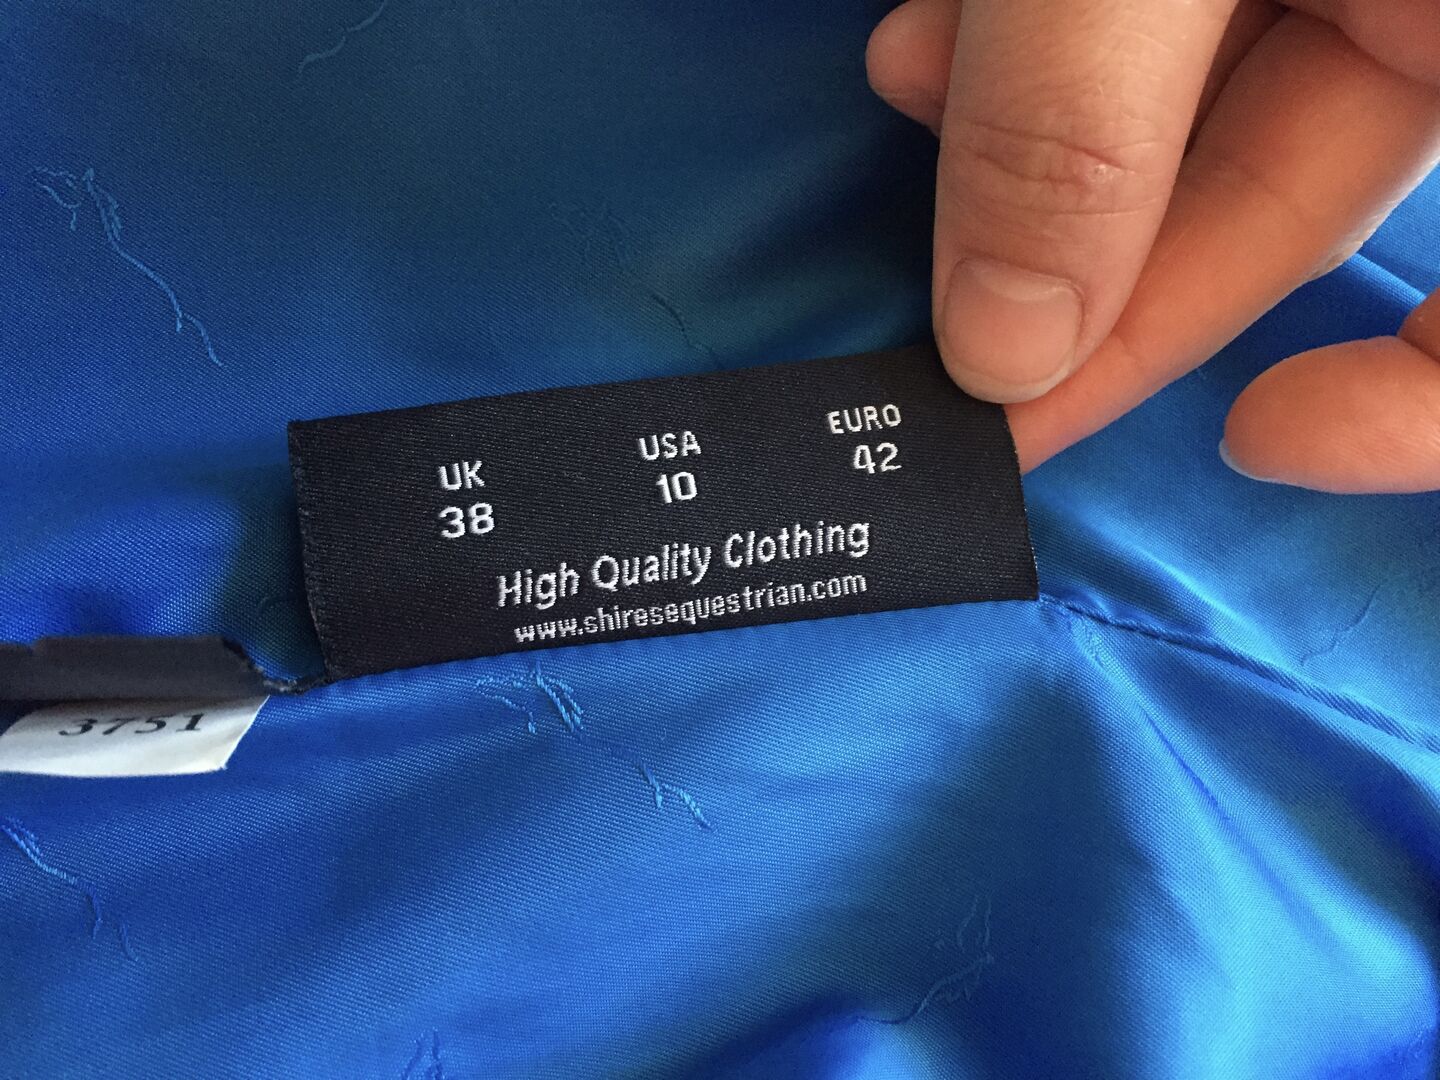 UK USA EURO
38 10 42
High Quality Clothing
www.shiresequestrian.com
3751